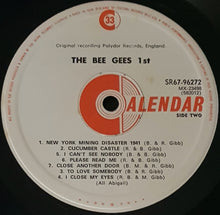 33
Original recording Polydor Records, England
THE BEE GEES 1st
SR67-96272
MX-23498
(583012)
CALENDAR
SIDE TWO
1. NEW YORK MINING DISASTER 1941 (B. & R. Gibb)
2. CUCUMBER CASTLE (B. & R. Gibb)
3. I CAN'T SEE NOBODY (B. & R. Gibb)
4. PLEASE READ ME (B. & R. Gibb)
5. CLOSE ANOTHER DOOR (B. R. & M. Gibb)
6. TO LOVE SOMEBODY (B. & R. Gibb)
7. I CLOSE MY EYES (B. R. & M. Gibb)
(All Abigail)